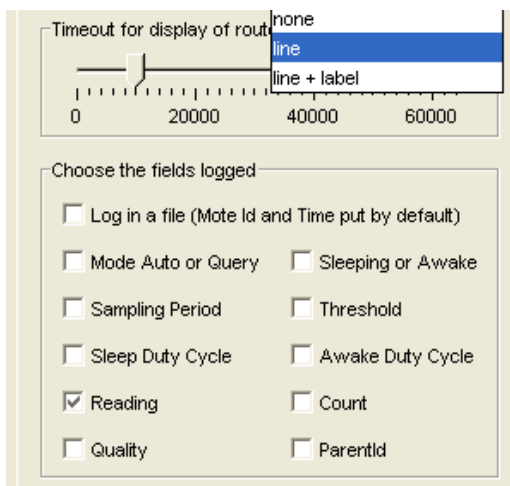 none
Timeout for display of
line
line + label
0 20000 40000 60000
Choose the fields logged
Log in a file (Mote Id and Time put by default)
Mode Auto or Query Sleeping or Awake
Sampling Period Threshold
Sleep Duty Cycle Awake Duty Cycle
Reading Count
Quality ParentId